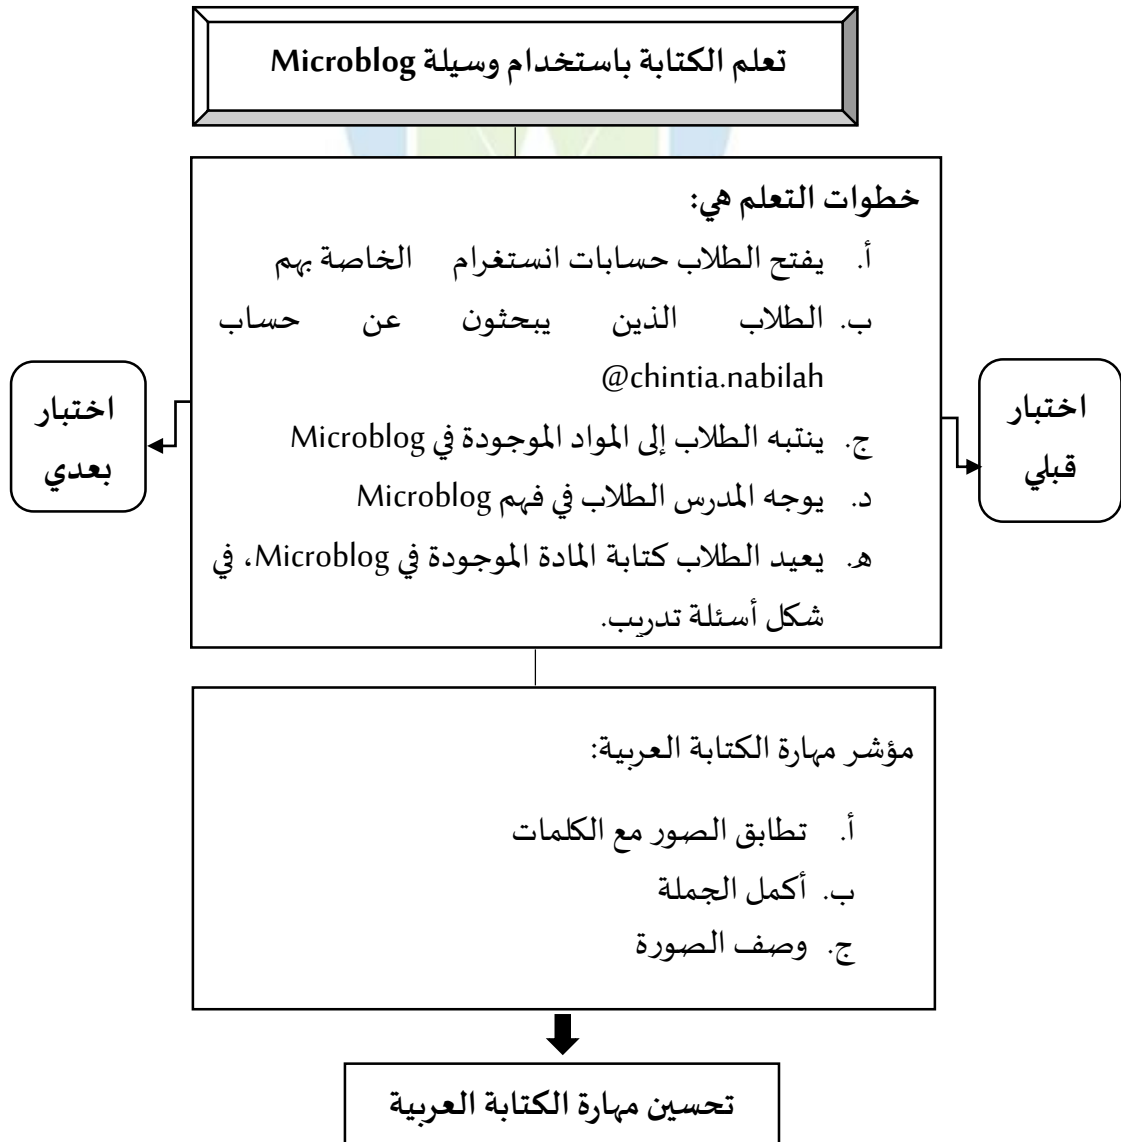 تعلم الكتابة باستخدام وسيلة Microblog
خطوات التعلم هي:
أ. يفتح الطلاب حسابات انستغرام الخاصة بهم
ب. الطلاب الذين يبحثون عن حساب
@chintia.nabilah
ج. ينتبه الطلاب إلى المواد الموجودة في Microblog
د. يوجه المدرس الطلاب في فهم Microblog
ه. يعيد الطلاب كتابة المادة الموجودة في Microblog، في
شكل أسئلة تدريب.
اختبار
قبلي
اختبار
بعدي
مؤشر مهارة الكتابة العربية:
أ. تطابق الصور مع الكلمات
ب. أكمل الجملة
ج. وصف الصورة
تحسين مهارة الكتابة العربية